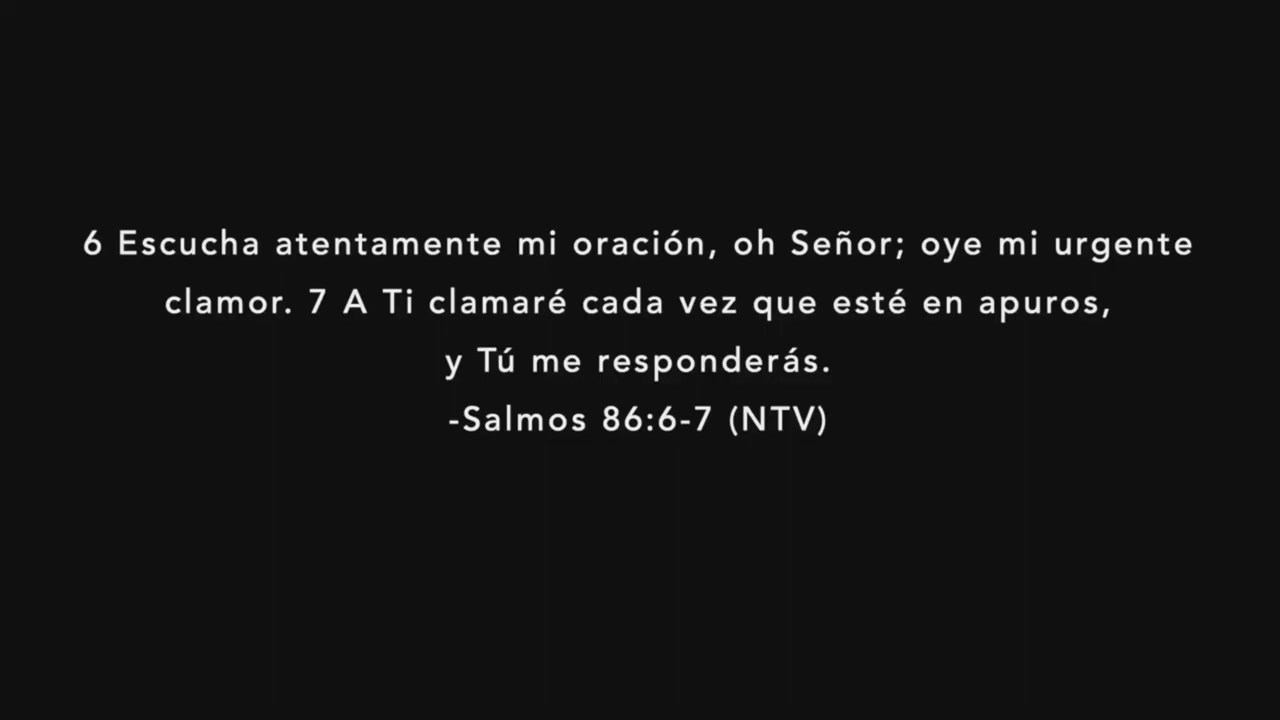 6 Escucha atentamente mi oración, oh Señor; oye mi urgente
clamor. 7 A Ti clamaré cada vez que esté en apuros,
y Tú me responderás.
-Salmos 86:6-7 (NTV)